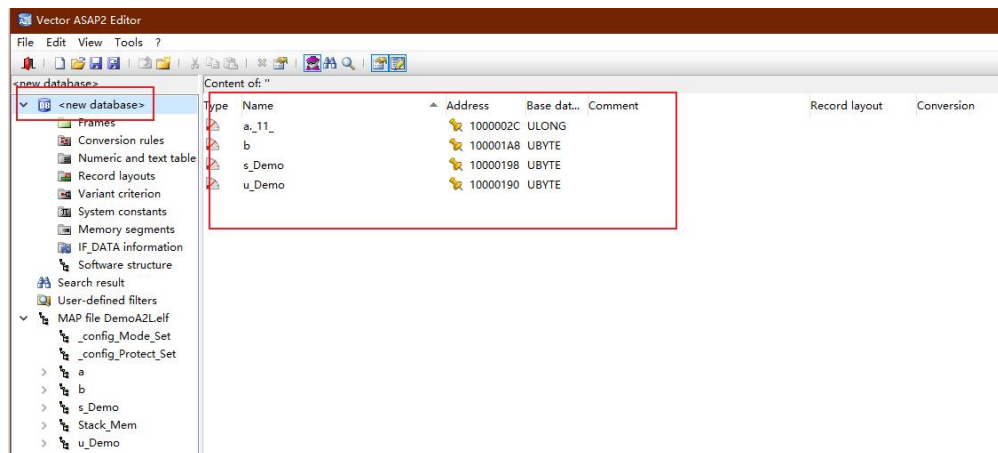 Vector ASAP2 Editor
File Edit View Tools ?
<new database>
Content of: ''
<new database>
Frames
Conversion rules
Numeric and text table
Record layouts
Variant criterion
System constants
Memory segments
IF_DATA information
Software structure
Search result
User-defined filters
MAP file DemoA2L.elf
_config_Mode_Set
_config_Protect_Set
a
b
s_Demo
Stack_Mem
u_Demo
Type Name Address Base dat... Comment Record layout Conversion
a._11_ 1000002C ULONG
b 100001A8 UBYTE
s_Demo 10000198 UBYTE
u_Demo 10000190 UBYTE